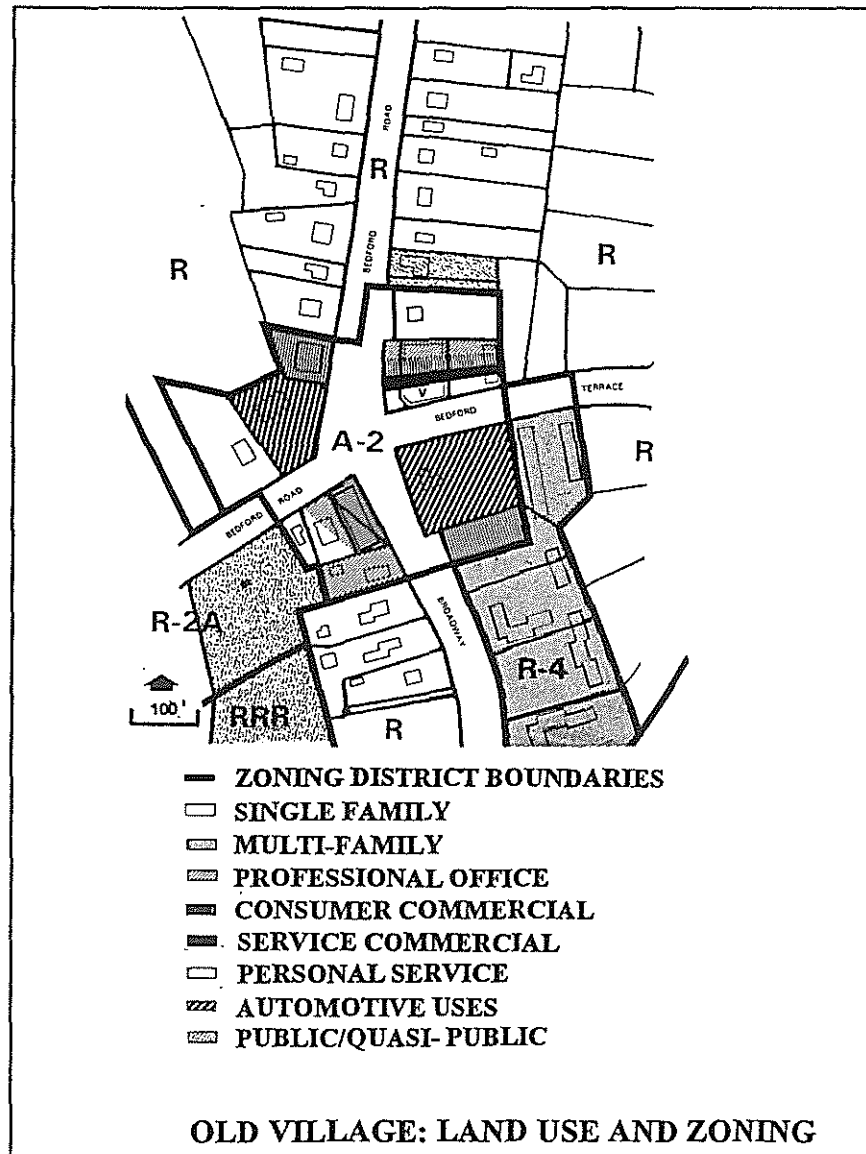 ROAD
R
BEDFORD
R
R
V
BEDFORD
TERRACE
A-2
R
BEDFORD
ROAD
R-2A
BROADWAY
R-4
100'
RRR
R
ZONING DISTRICT BOUNDARIES
SINGLE FAMILY
MULTI-FAMILY
PROFESSIONAL OFFICE
CONSUMER COMMERCIAL
SERVICE COMMERCIAL
PERSONAL SERVICE
AUTOMOTIVE USES
PUBLIC/QUASI- PUBLIC
OLD VILLAGE: LAND USE AND ZONING